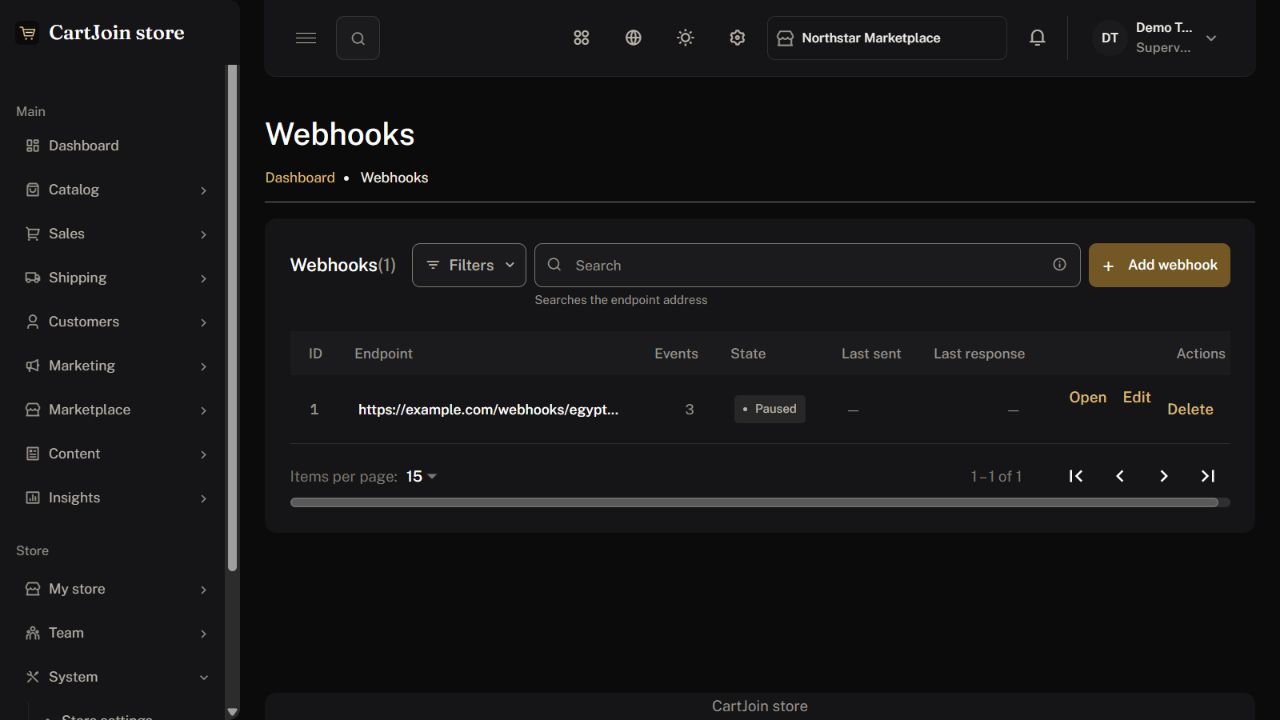 CartJoin store
Northstar Marketplace
DT
Demo T...
Superv...
Main
Dashboard
Catalog
Sales
Shipping
Customers
Marketing
Marketplace
Content
Insights
Store
My store
Team
System
Store settings
Webhooks
Dashboard • Webhooks
Webhooks(1)
Filters
Search
+ Add webhook
Searches the endpoint address
ID Endpoint Events State Last sent Last response Actions
1 https://example.com/webhooks/egypt... 3 • Paused — — Open Edit Delete
Items per page: 15 1–1 of 1
CartJoin store